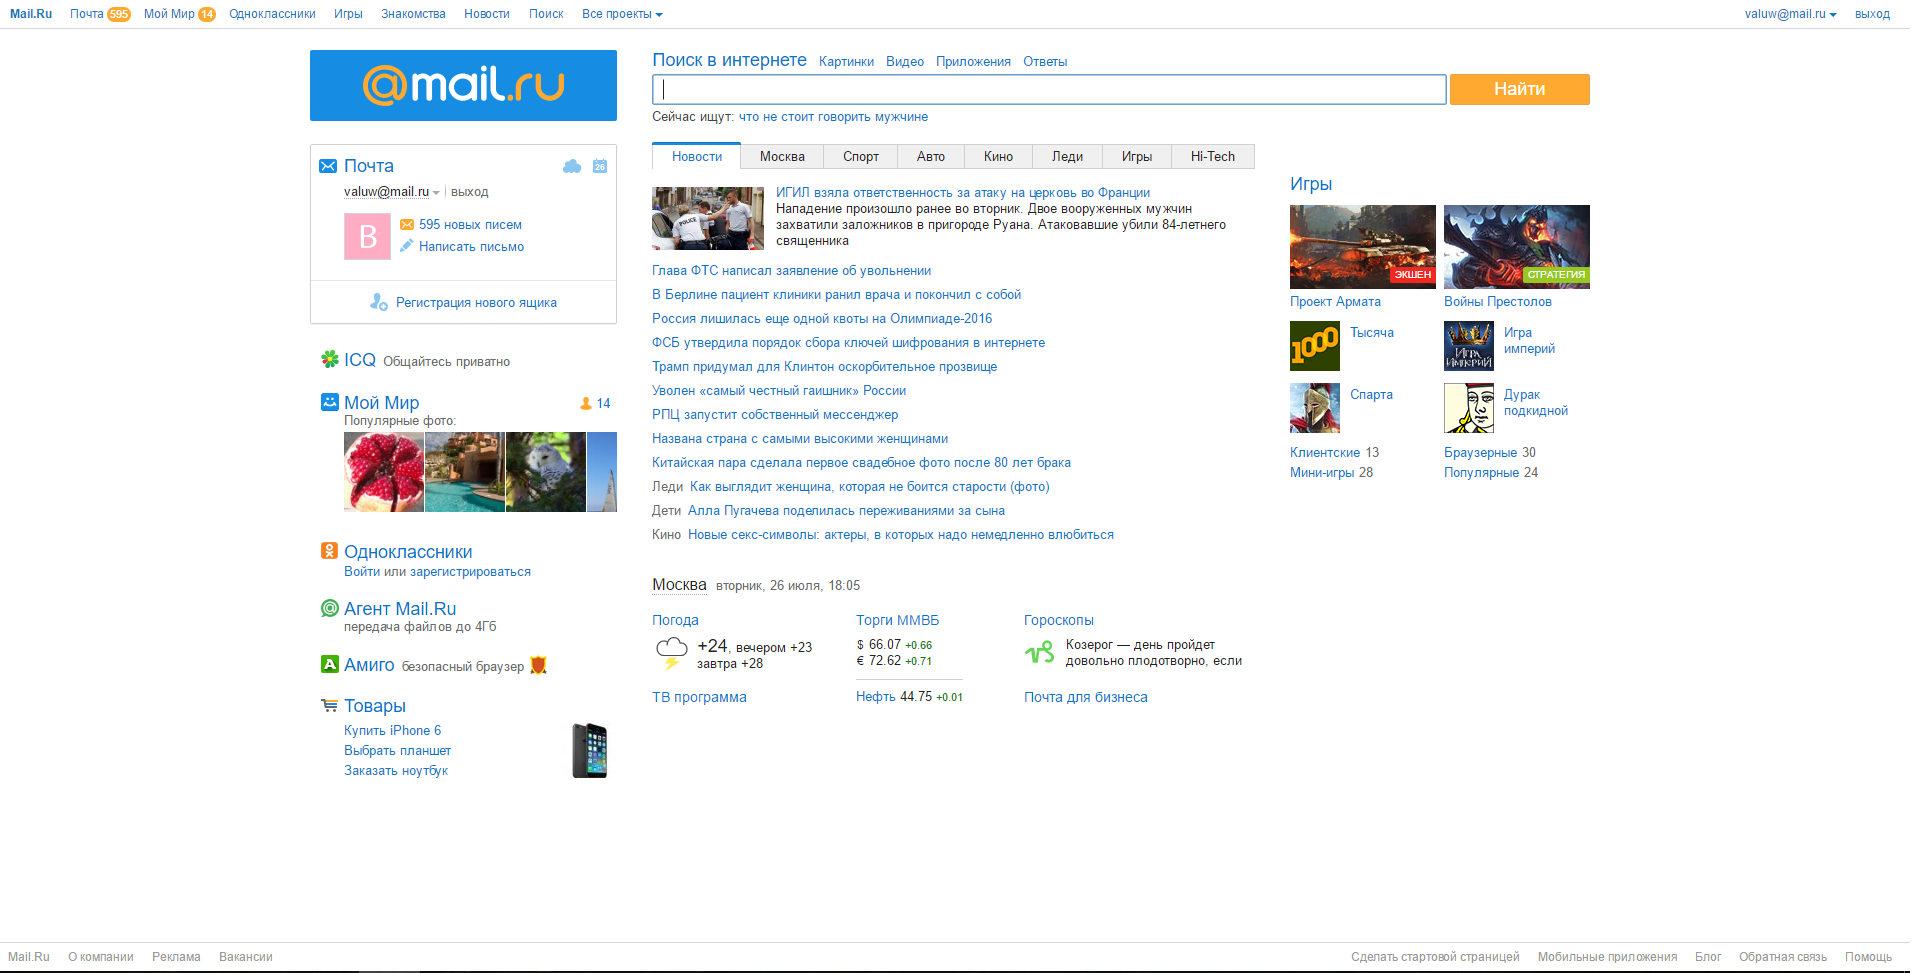 Mail.Ru Почта 595 Мой Мир 14 Одноклассники Игры Знакомства Новости Поиск Все проекты valuw@mail.ru выход
@mail.ru
Поиск в интернете Картинки Видео Приложения Ответы
Найти
Сейчас ищут: что не стоит говорить мужчине
Почта 26
valuw@mail.ru выход
В
595 новых писем
Написать письмо
Регистрация нового ящика
ICQ Общайтесь приватно
Мой Мир 14
Популярные фото:
Одноклассники
Войти или зарегистрироваться
Агент Mail.Ru
передача файлов до 4Гб
Амиго безопасный браузер
Товары
Купить iPhone 6
Выбрать планшет
Заказать ноутбук
Новости Москва Спорт Авто Кино Леди Игры Hi-Tech
POLICE
ИГИЛ взяла ответственность за атаку на церковь во Франции
Нападение произошло ранее во вторник. Двое вооруженных мужчин
захватили заложников в пригороде Руана. Атаковавшие убили 84-летнего
священника
Глава ФТС написал заявление об увольнении
В Берлине пациент клиники ранил врача и покончил с собой
Россия лишилась еще одной квоты на Олимпиаде-2016
ФСБ утвердила порядок сбора ключей шифрования в интернете
Трамп придумал для Клинтон оскорбительное прозвище
Уволен «самый честный гаишник» России
РПЦ запустит собственный мессенджер
Названа страна с самыми высокими женщинами
Китайская пара сделала первое свадебное фото после 80 лет брака
Леди Как выглядит женщина, которая не боится старости (фото)
Дети Алла Пугачева поделилась переживаниями за сына
Кино Новые секс-символы: актеры, в которых надо немедленно влюбиться
Москва вторник, 26 июля, 18:05
Погода
+24, вечером +23
завтра +28
ТВ программа
Торги ММВБ
$ 66.07 +0.66
€ 72.62 +0.71
Нефть 44.75 +0.01
Гороскопы
Козерог — день пройдет
довольно плодотворно, если
Почта для бизнеса
Игры
ЭКШЕН
СТРАТЕГИЯ
Проект Армата
Войны Престолов
1000
Тысяча
ИГРА
ИМПЕРИЙ
Игра
империй
Спарта
Дурак
подкидной
Клиентские 13
Браузерные 30
Мини-игры 28
Популярные 24
Mail.Ru О компании Реклама Вакансии Сделать стартовой страницей Мобильные приложения Блог Обратная связь Помощь